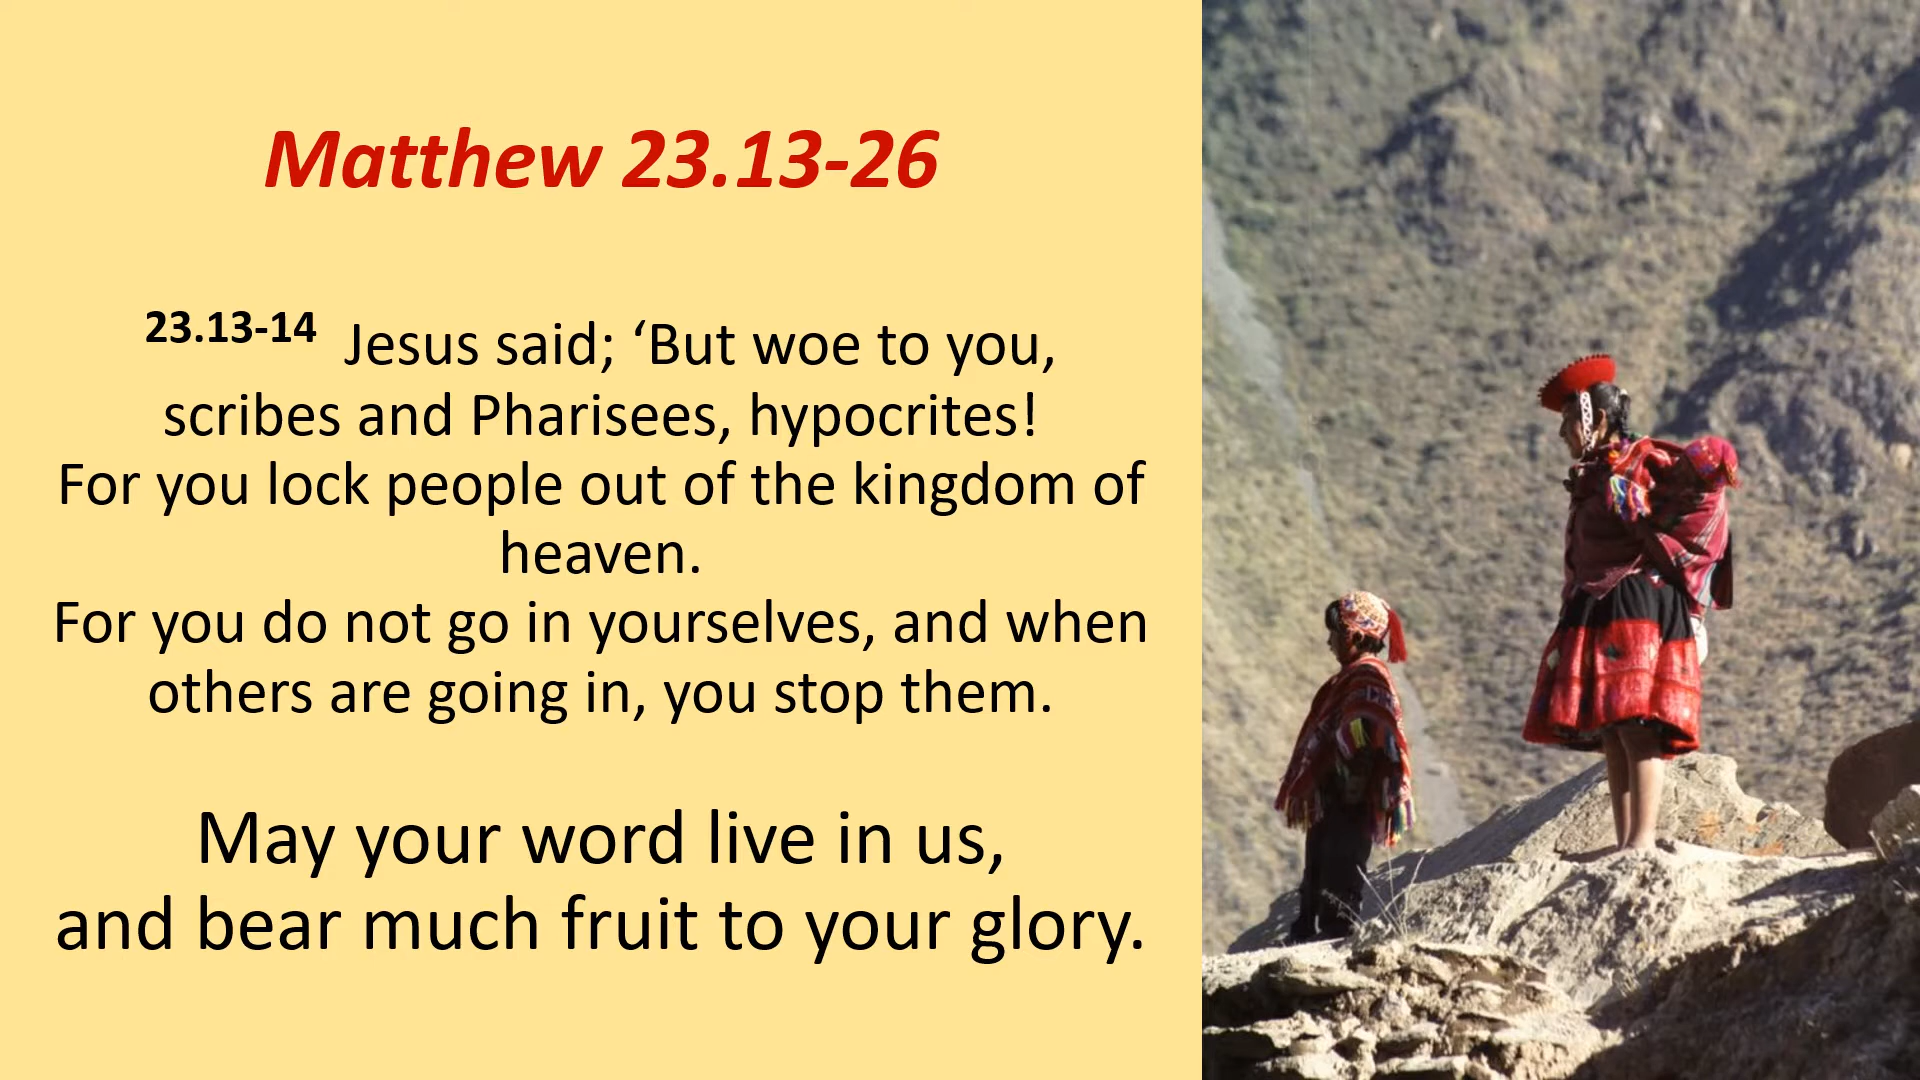 Matthew 23.13-26
23.13-14 Jesus said; ‘But woe to you,
scribes and Pharisees, hypocrites!
For you lock people out of the kingdom of
heaven.
For you do not go in yourselves, and when
others are going in, you stop them.
May your word live in us,
and bear much fruit to your glory.